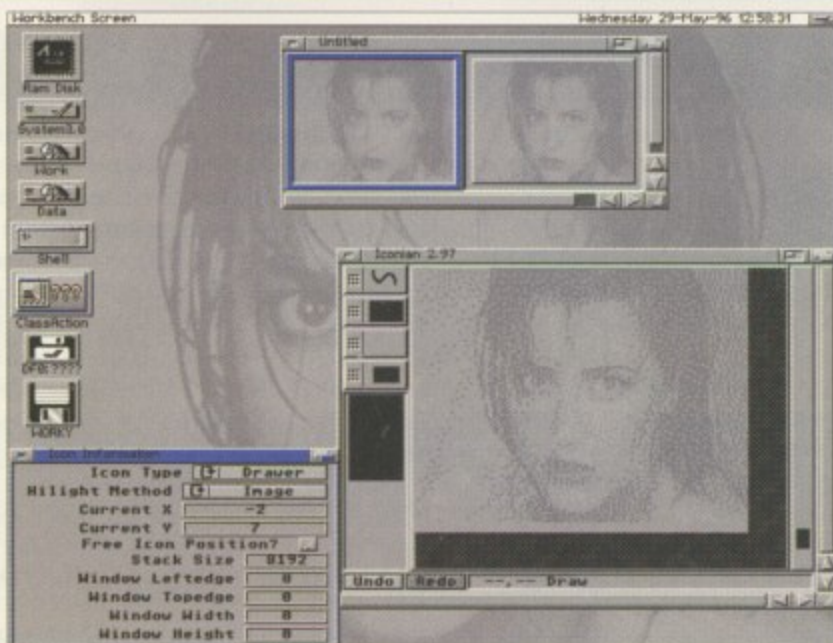 Workbench Screen
Wednesday 29-May-96 12:58:31
Untitled
Ram Disk
System3.0
Work
Data
Shell
ClassAction
DF0:????
WORKY
Iconian 2.97
Icon Information
Icon Type Drawer
Hilight Method Image
Current X -2
Current Y 7
Free Icon Position?
Stack Size 8192
Window Leftedge 0
Window Topedge 0
Window Width 0
Window Height 0
Undo Redo --,-- Draw